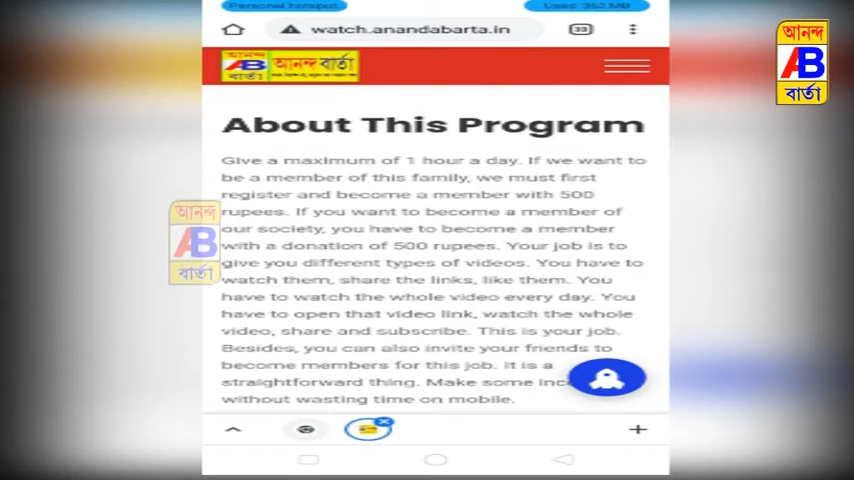 Personal hotspot
Used: 362 MB
watch.anandabarta.in
33
আনন্দ
AB
বার্তা
আনন্দ বার্তা
আনন্দ
AB
বার্তা
About This Program
Give a maximum of 1 hour a day. If we want to
be a member of this family, we must first
register and become a member with 500
rupees. If you want to become a member of
our society, you have to become a member
with a donation of 500 rupees. Your job is to
give you different types of videos. You have to
watch them, share the links, like them. You
have to watch the whole video every day. You
have to open that video link, watch the whole
video, share and subscribe. This is your job.
Besides, you can also invite your friends to
become members for this job. It is a
straightforward thing. Make some
without wasting time on mobile.
আনন্দ
AB
বার্তা